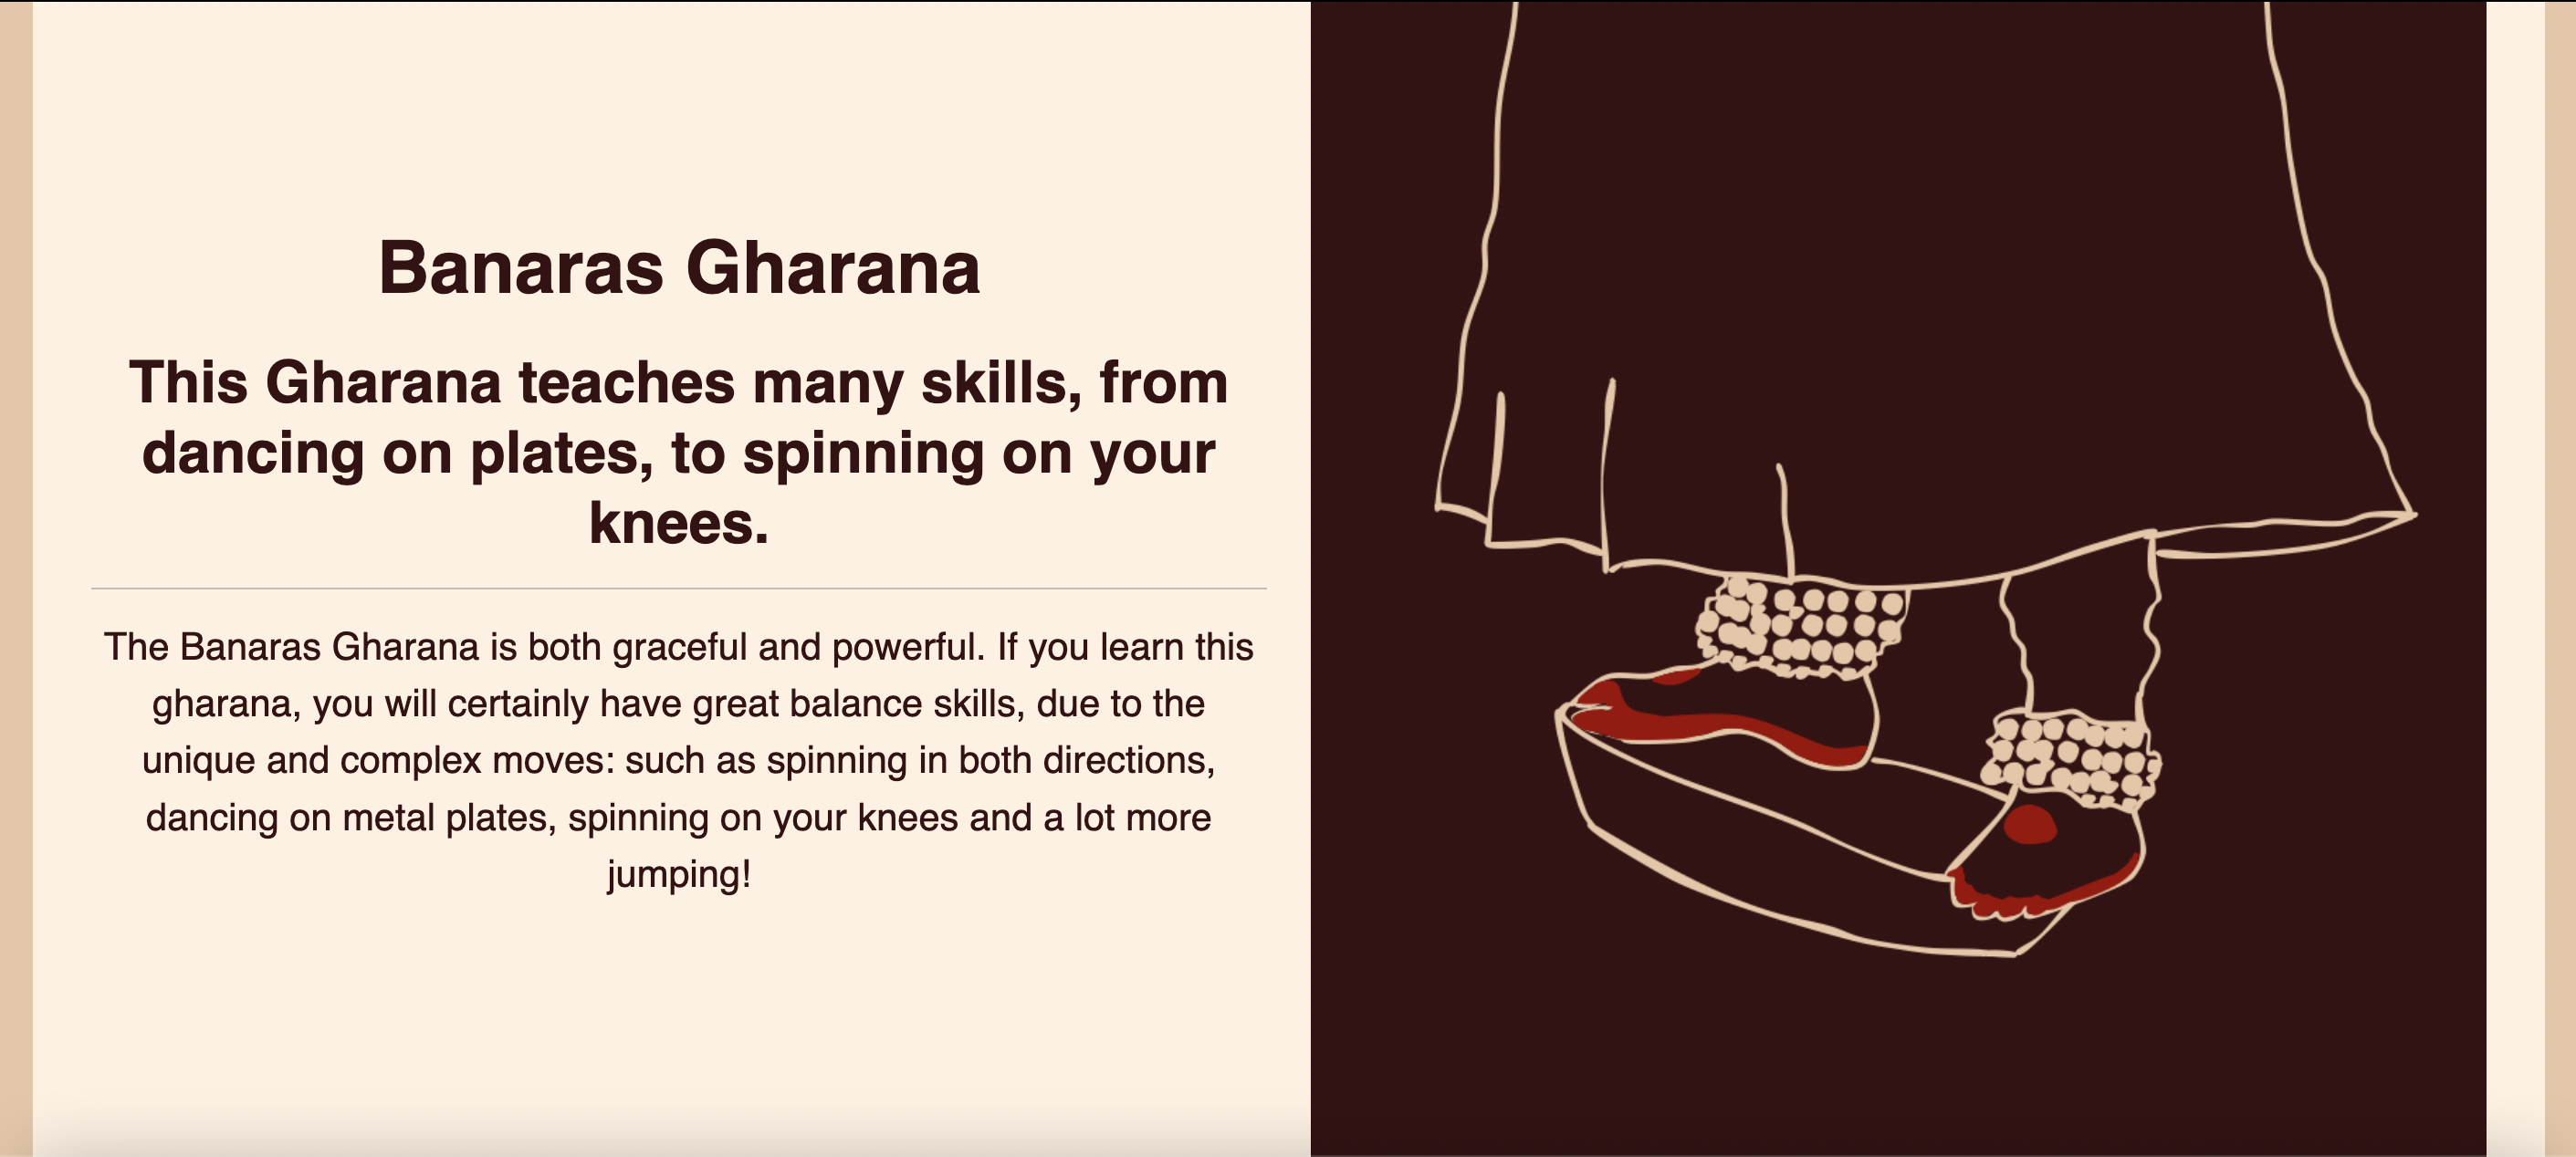 Banaras Gharana
This Gharana teaches many skills, from
dancing on plates, to spinning on your
knees.
The Banaras Gharana is both graceful and powerful. If you learn this
gharana, you will certainly have great balance skills, due to the
unique and complex moves: such as spinning in both directions,
dancing on metal plates, spinning on your knees and a lot more
jumping!